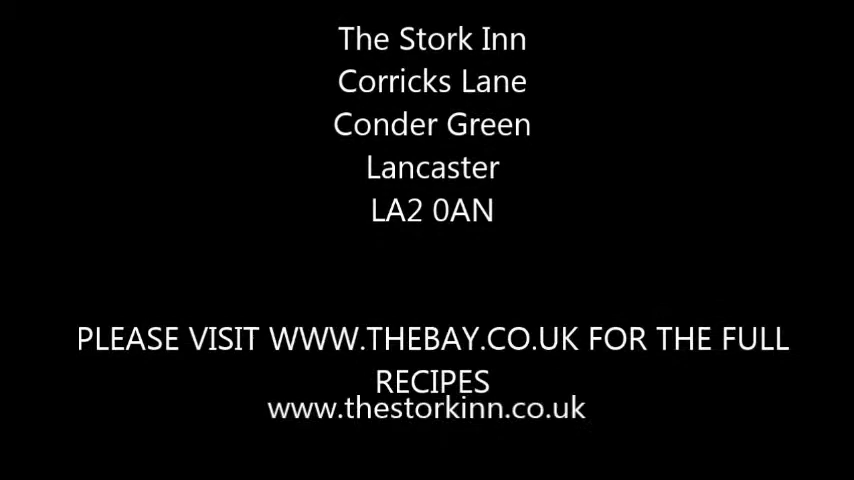 The Stork Inn
Corricks Lane
Conder Green
Lancaster
LA2 0AN
PLEASE VISIT WWW.THEBAY.CO.UK FOR THE FULL
RECIPES
www.thestorkinn.co.uk